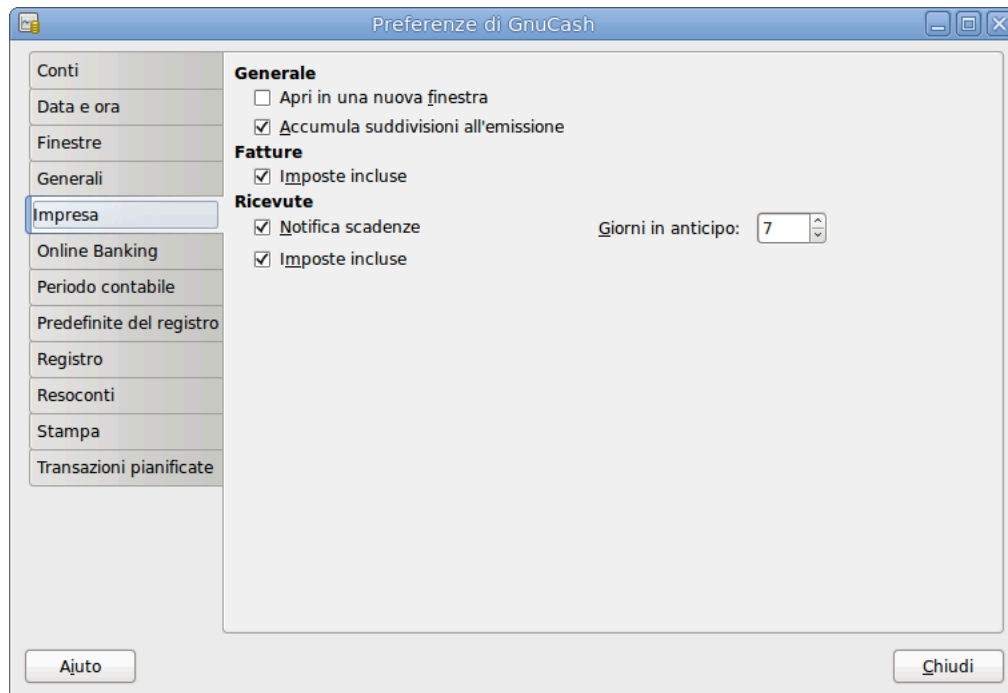 Preferenze di GnuCash
Conti
Data e ora
Finestre
Generali
Impresa
Online Banking
Periodo contabile
Predefinite del registro
Registro
Resoconti
Stampa
Transazioni pianificate
Generale
Apri in una nuova finestra
Accumula suddivisioni all'emissione
Fatture
Imposte incluse
Ricevute
Notifica scadenze Giorni in anticipo: 7
Imposte incluse
Aiuto Chiudi